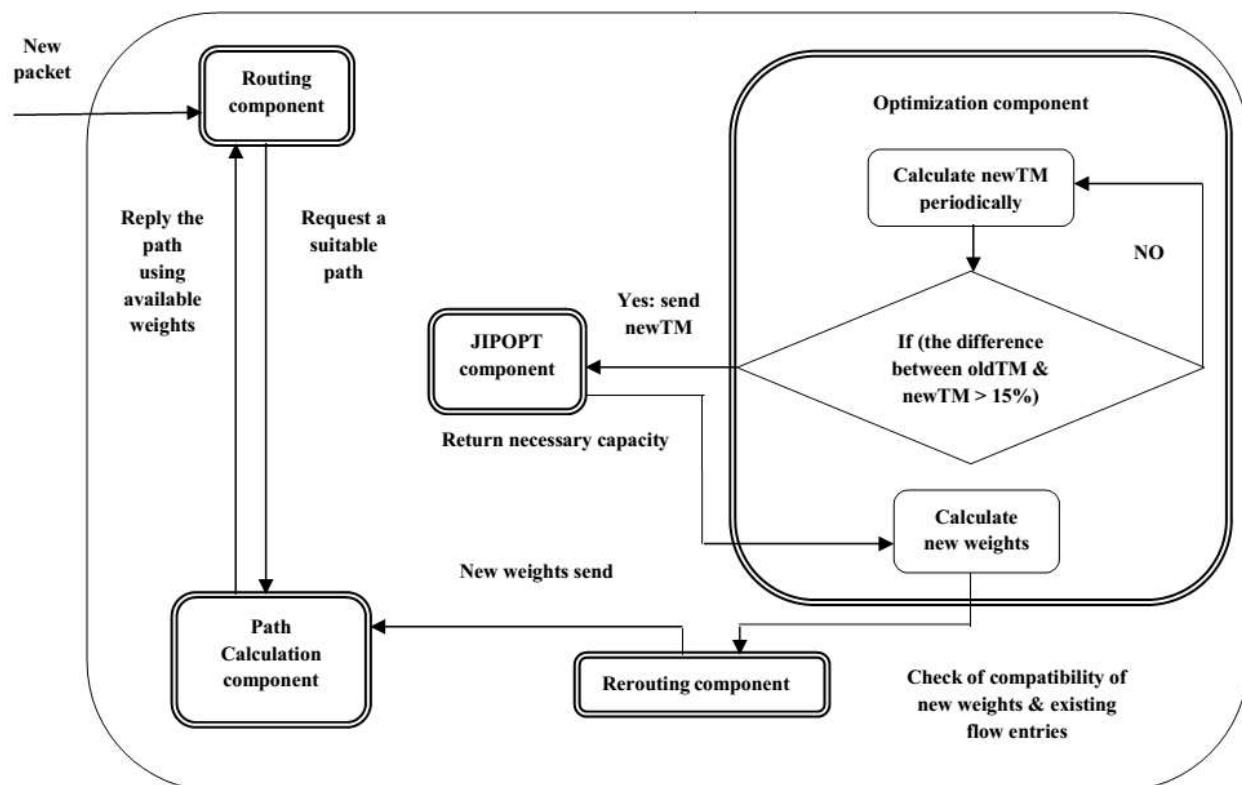 New
packet
Routing
component
Optimization component
Calculate newTM
periodically
Reply the
path
using
available
weights
Request a
suitable
path
NO
Yes: send
newTM
JIPOPT
component
If (the difference
between oldTM &
newTM > 15%)
Return necessary capacity
Calculate
new weights
New weights send
Path
Calculation
component
Rerouting component
Check of compatibility of
new weights & existing
flow entries